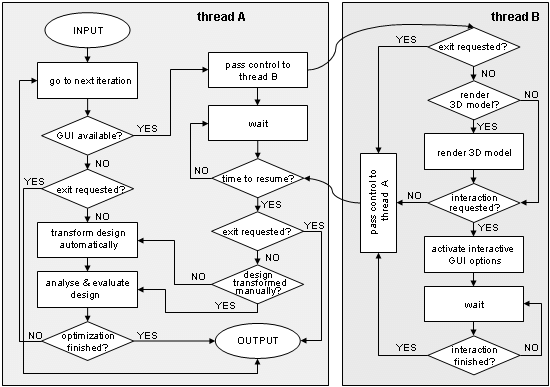 thread A
thread B
INPUT
go to next iteration
GUI available?
YES
NO
YES
exit requested?
NO
transform design
automatically
analyse & evaluate
design
NO
optimization
finished?
YES
pass control to
thread B
wait
NO
time to resume?
YES
exit requested?
YES
NO
NO
design
transformed
manually?
YES
OUTPUT
YES
exit requested?
NO
render
3D model?
NO
YES
render 3D model
pass control to
thread A
NO
interaction
requested?
YES
activate interactive
GUI options
wait
YES
interaction
finished?
NO